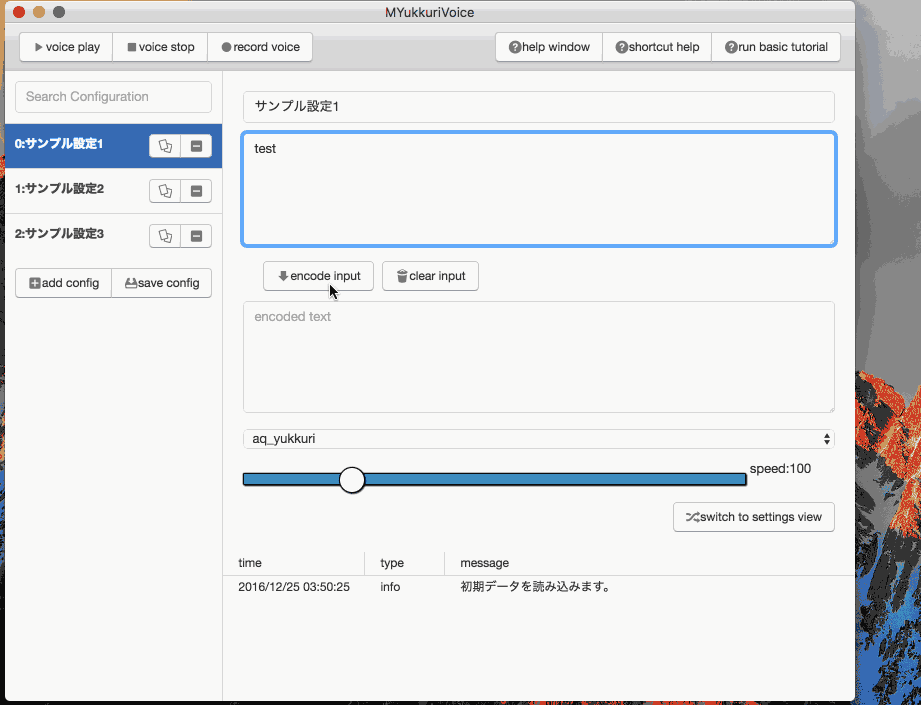 MYukkuriVoice
voice play
voice stop
record voice
help window
shortcut help
run basic tutorial
Search Configuration
0:サンプル設定1
1:サンプル設定2
2:サンプル設定3
add config
save config
サンプル設定1
test
encode input
clear input
encoded text
aq_yukkuri
speed:100
switch to settings view
time type message
2016/12/25 03:50:25 info 初期データを読み込みます。